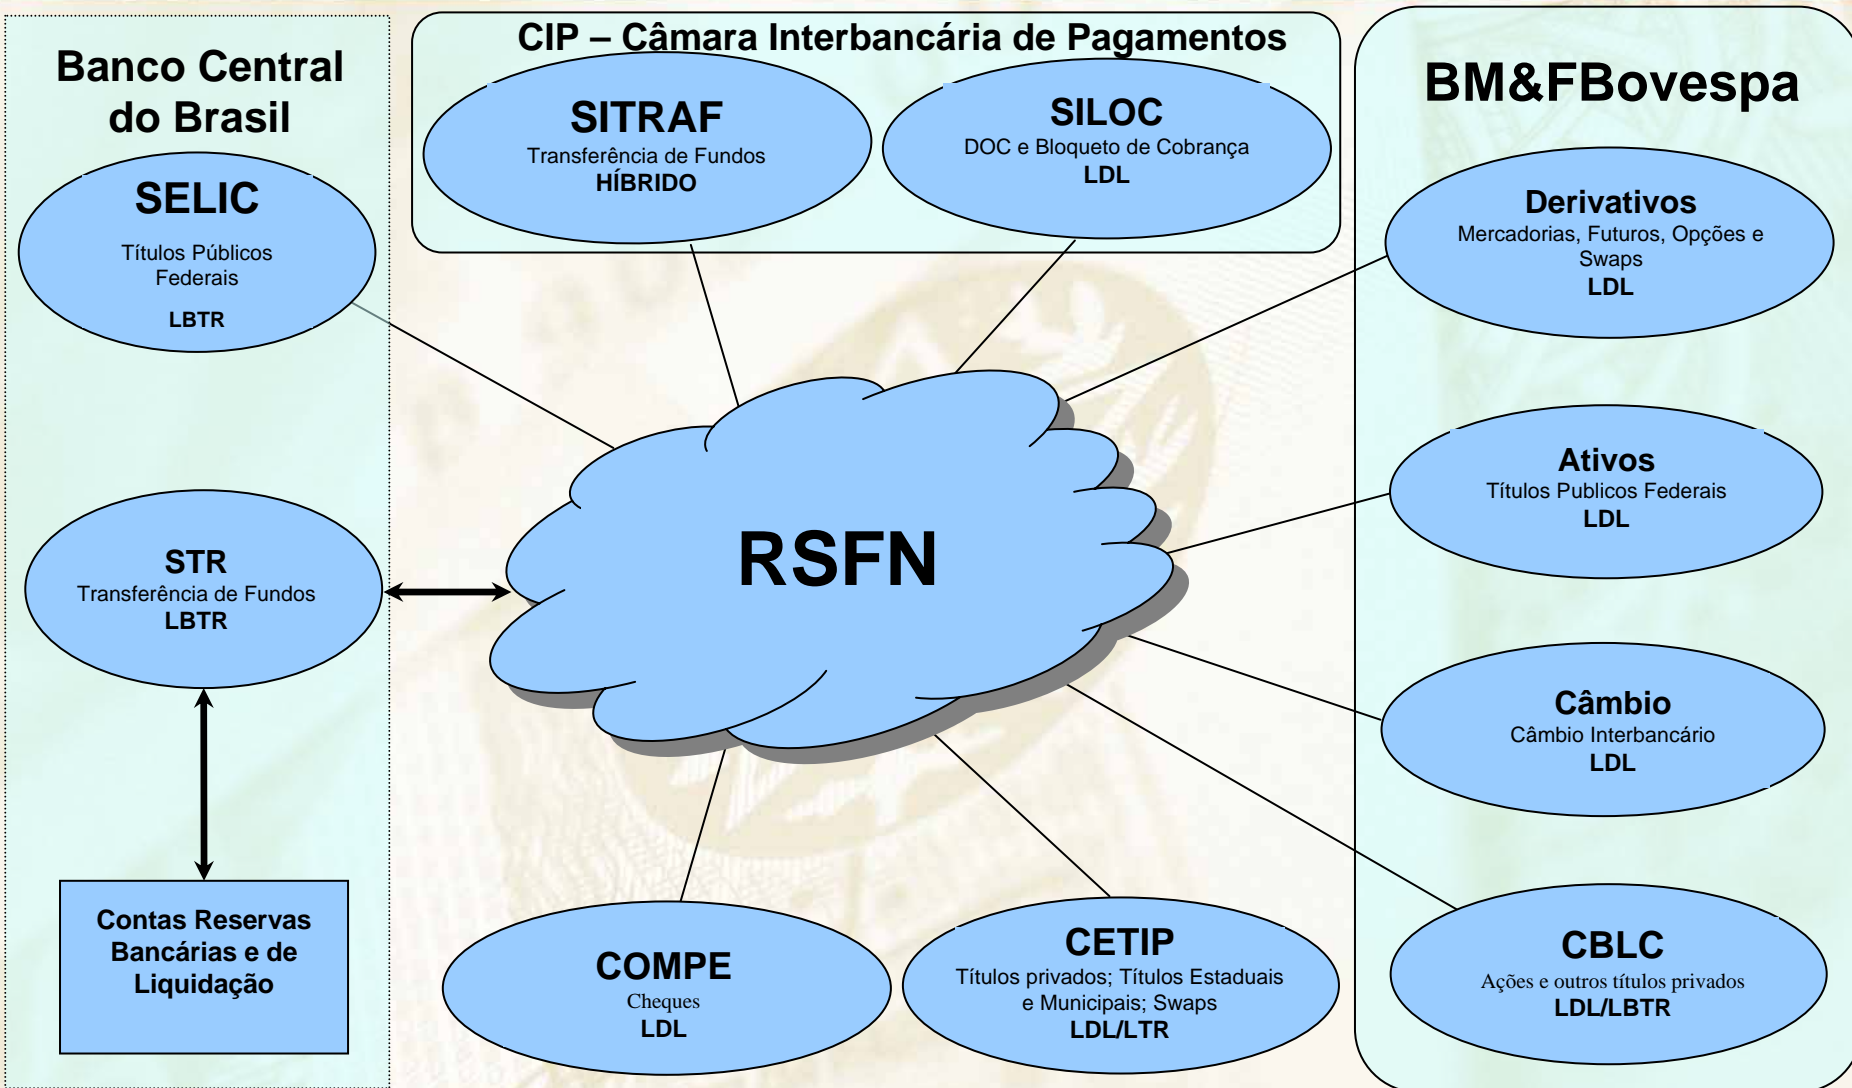 Banco Central
do Brasil
SELIC
Títulos Públicos
Federais
LBTR
STR
Transferência de Fundos
LBTR
Contas Reservas
Bancárias e de
Liquidação
CIP – Câmara Interbancária de Pagamentos
SITRAF
Transferência de Fundos
HÍBRIDO
SILOC
DOC e Bloqueto de Cobrança
LDL
RSFN
COMPE
Cheques
LDL
CETIP
Títulos privados; Títulos Estaduais
e Municipais; Swaps
LDL/LTR
BM&FBovespa
Derivativos
Mercadorias, Futuros, Opções e
Swaps
LDL
Ativos
Títulos Publicos Federais
LDL
Câmbio
Câmbio Interbancário
LDL
CBLC
Ações e outros títulos privados
LDL/LBTR